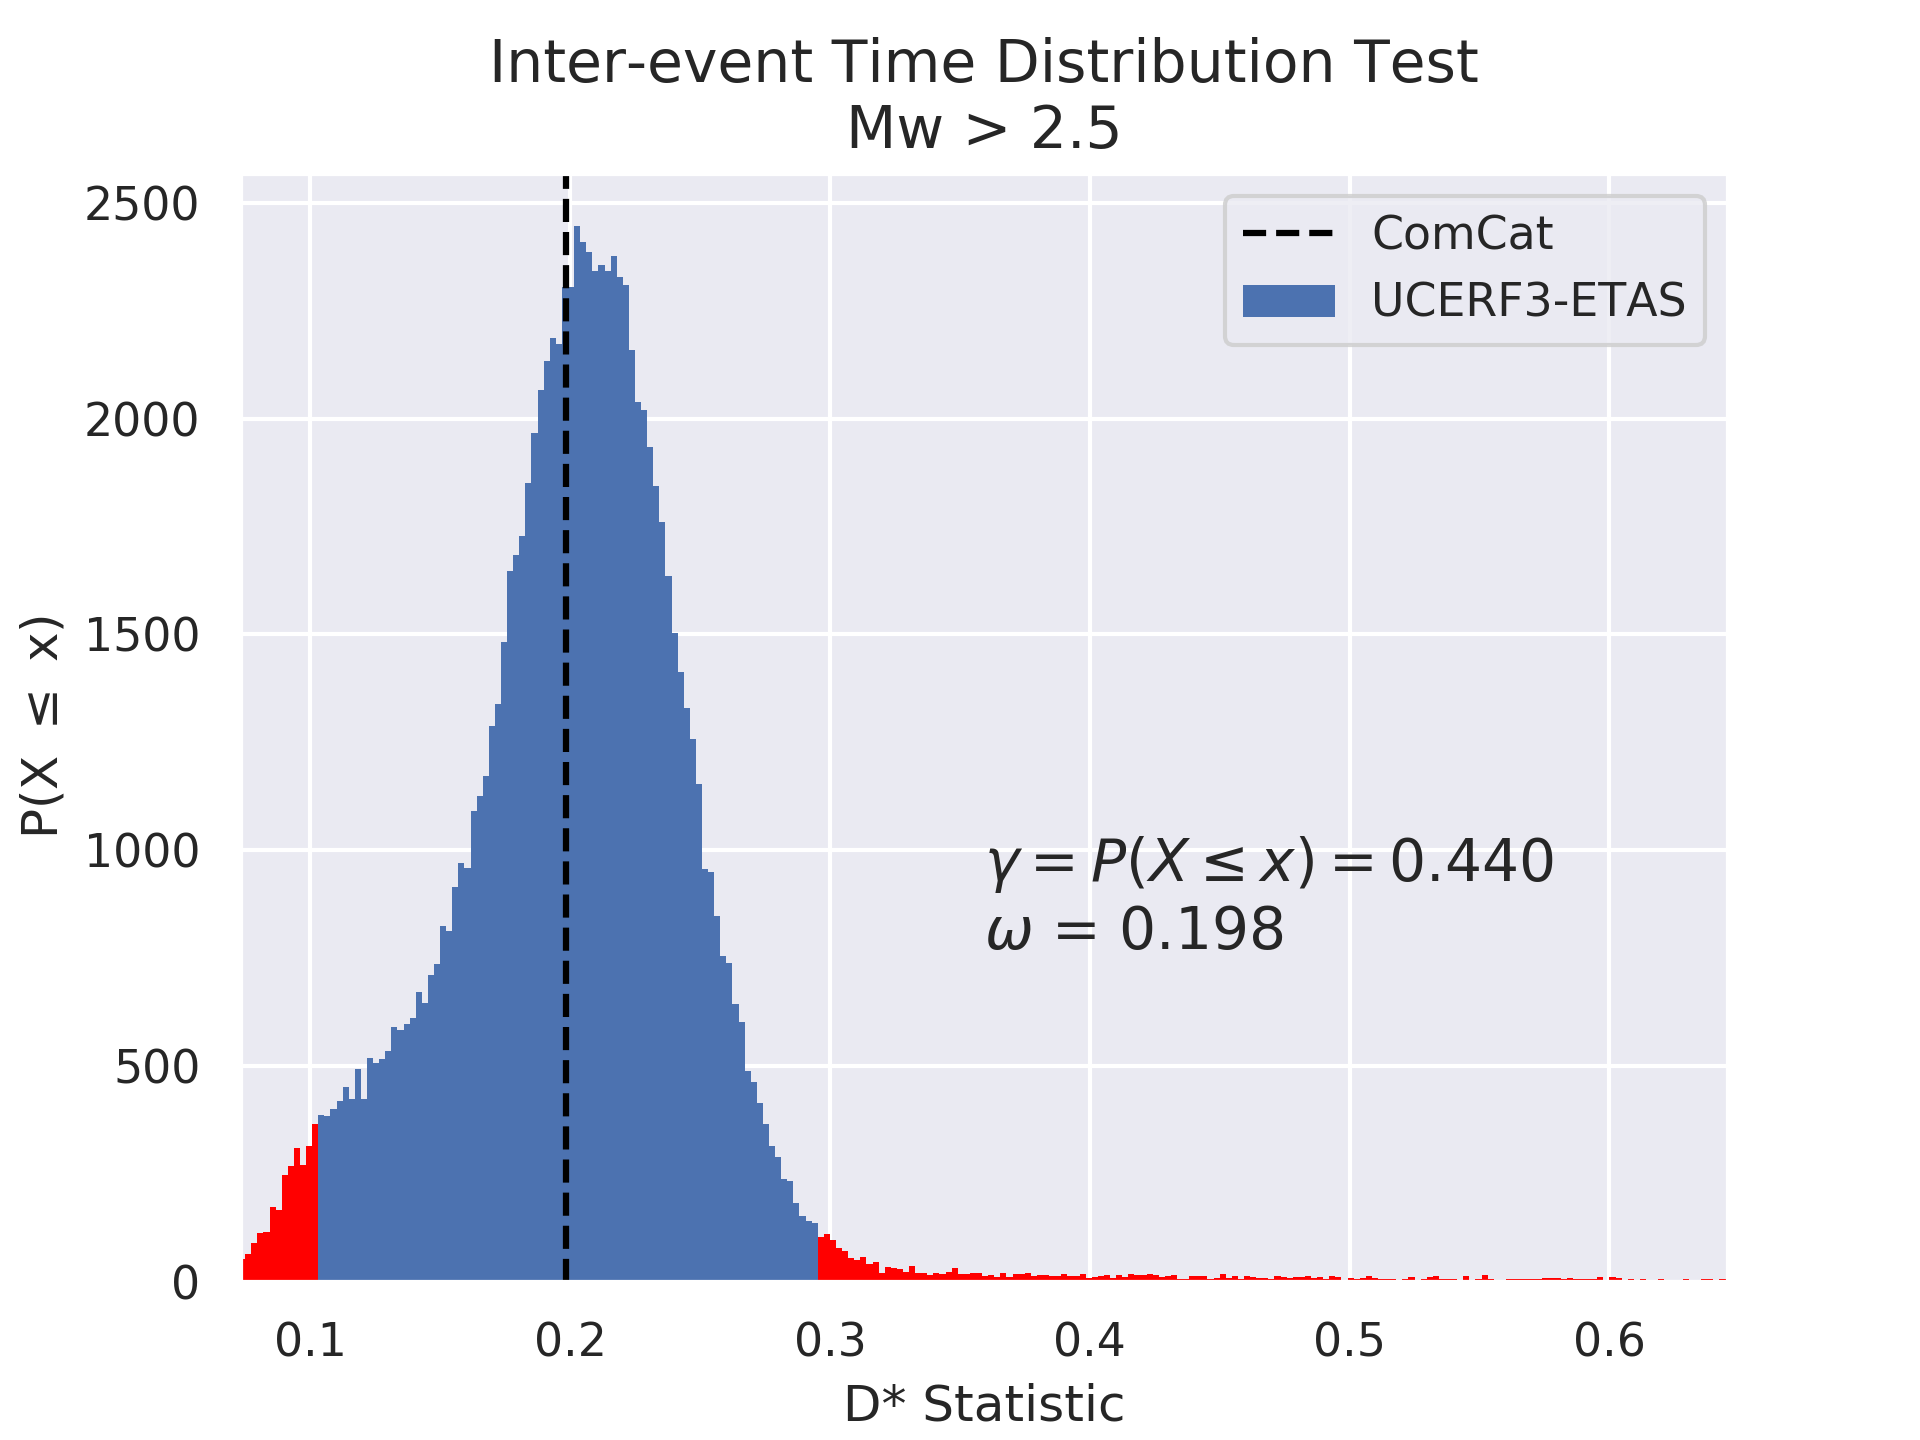 Inter-event Time Distribution Test
Mw > 2.5
2500
2000
1500
1000
500
0
P(X ≤ x)
ComCat
UCERF3-ETAS
γ = P(X ≤ x) = 0.440
ω = 0.198
0.1 0.2 0.3 0.4 0.5 0.6
D* Statistic